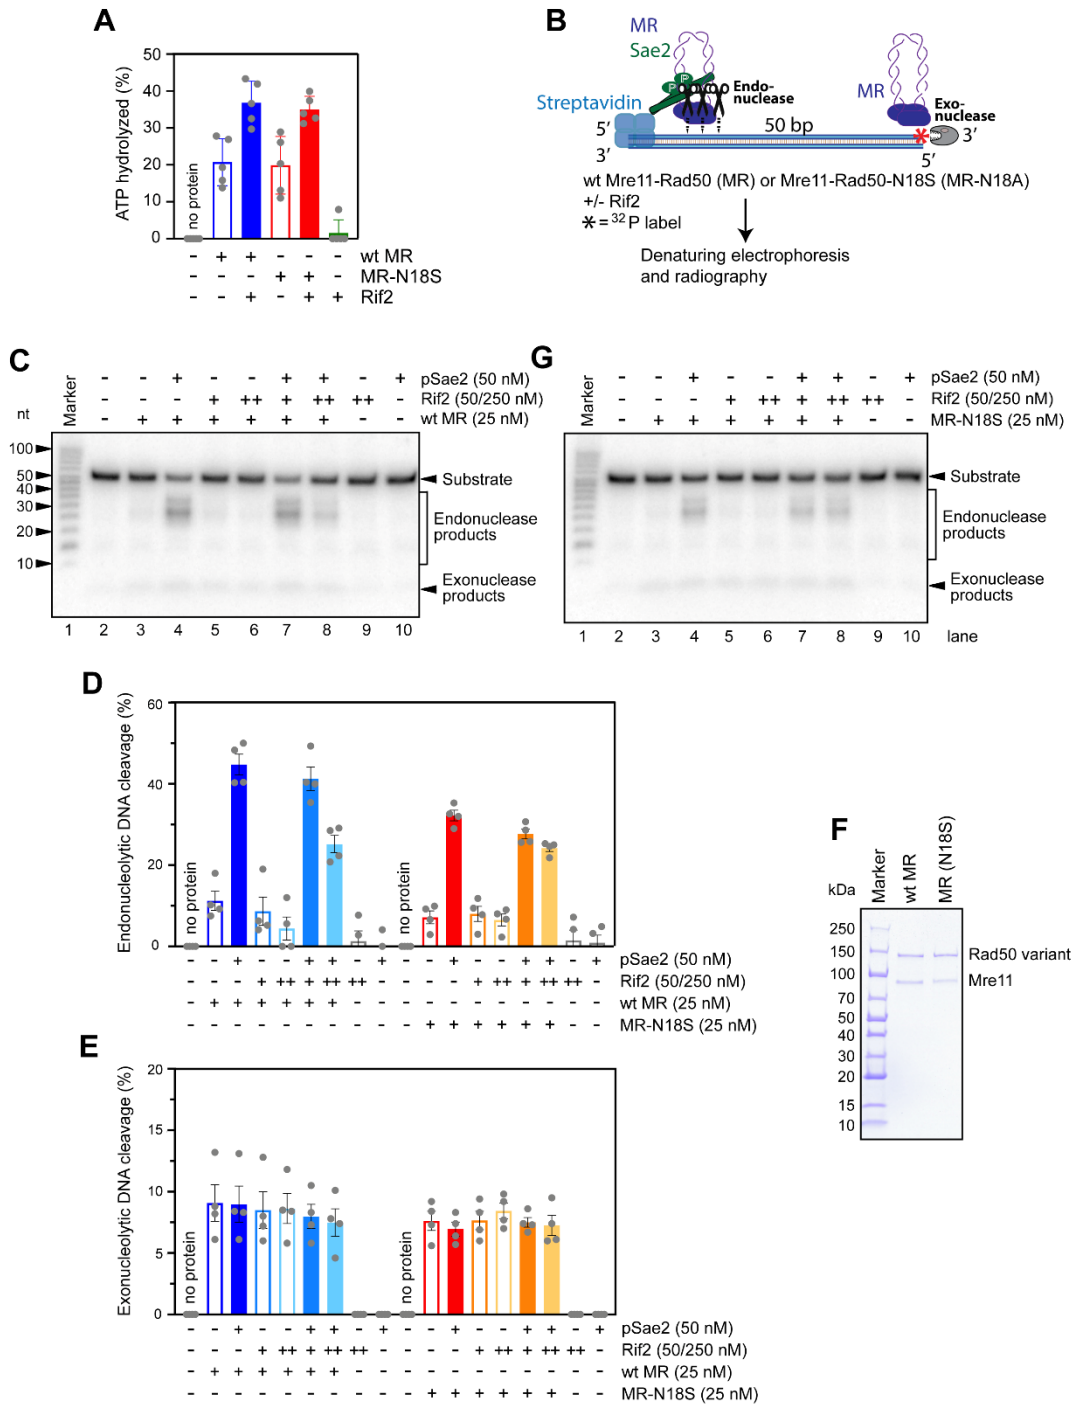 A
ATP hydrolyzed (%)
50
40
30
20
10
0
no protein
- + + - - - wt MR
- - - + + - MR-N18S
- - + - + + Rif2
B
MR
Sae2
P
P
Endo-
nuclease
Streptavidin
MR
Exo-
nuclease
5'
50 bp
3'
3'
5'
wt Mre11-Rad50 (MR) or Mre11-Rad50-N18S (MR-N18A)
+/- Rif2
* = 32P label
Denaturing electrophoresis
and radiography
C
Marker
- - + - - + + - + pSae2 (50 nM)
- - - + ++ + ++ ++ - Rif2 (50/250 nM)
- + + + + + + - - wt MR (25 nM)
nt
100
50
40
30
20
10
Substrate
Endonuclease
products
Exonuclease
products
1 2 3 4 5 6 7 8 9 10
G
Marker
- - + - - + + - + pSae2 (50 nM)
- - - + ++ + ++ ++ - Rif2 (50/250 nM)
- + + + + + + - - MR-N18S (25 nM)
Substrate
Endonuclease
products
Exonuclease
products
1 2 3 4 5 6 7 8 9 10 lane
D
Endonucleolytic DNA cleavage (%)
60
40
20
0
no protein
no protein
- - + - - + + - + - - + - - + + - + pSae2 (50 nM)
- - - + ++ + ++ ++ - - - - + ++ + ++ ++ - Rif2 (50/250 nM)
- + + + + + + - - - - - - - - - - - wt MR (25 nM)
- - - - - - - - - - + + + + + + - - MR-N18S (25 nM)
E
Exonucleolytic DNA cleavage (%)
20
15
10
5
0
no protein
no protein
- - + - - + + - + - - + - - + + - + pSae2 (50 nM)
- - - + ++ + ++ ++ - - - - + ++ + ++ ++ - Rif2 (50/250 nM)
- + + + + + + - - - - - - - - - - - wt MR (25 nM)
- - - - - - - - - - + + + + + + - - MR-N18S (25 nM)
F
kDa
Marker
wt MR
MR (N18S)
250
150
100
70
50
40
30
20
15
10
Rad50 variant
Mre11